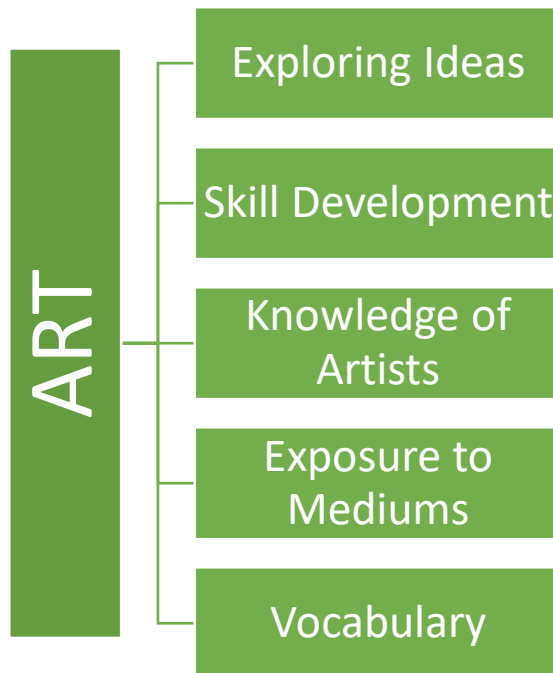 ART
Exploring Ideas
Skill Development
Knowledge of
Artists
Exposure to
Mediums
Vocabulary